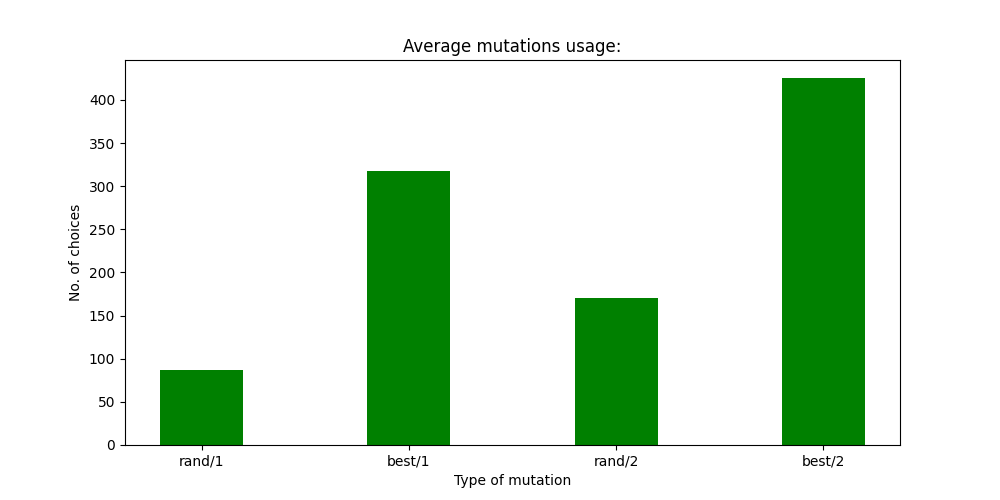 Average mutations usage:
No. of choices
400
350
300
250
200
150
100
50
0
rand/1
best/1
rand/2
best/2
Type of mutation